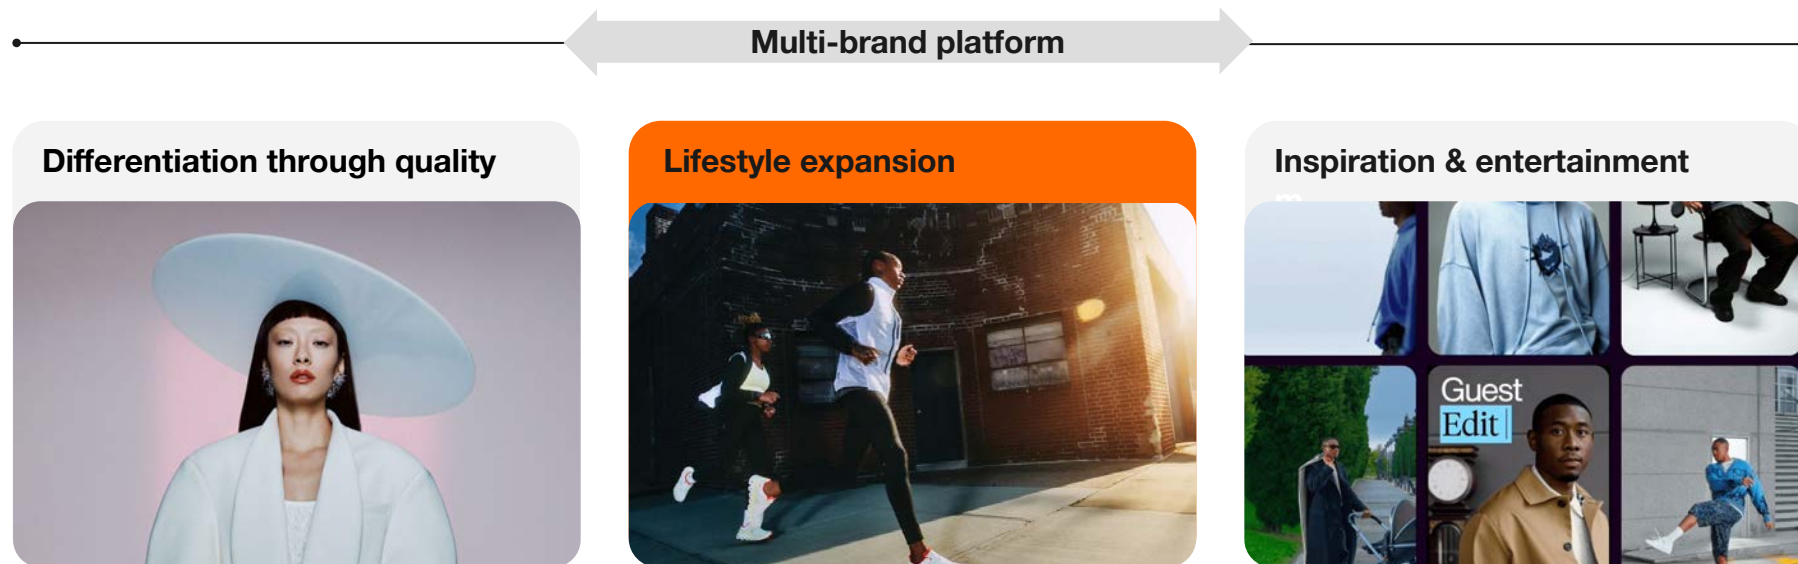 Multi-brand platform
Differentiation through quality
Lifestyle expansion
Inspiration & entertainment
Guest
Edit